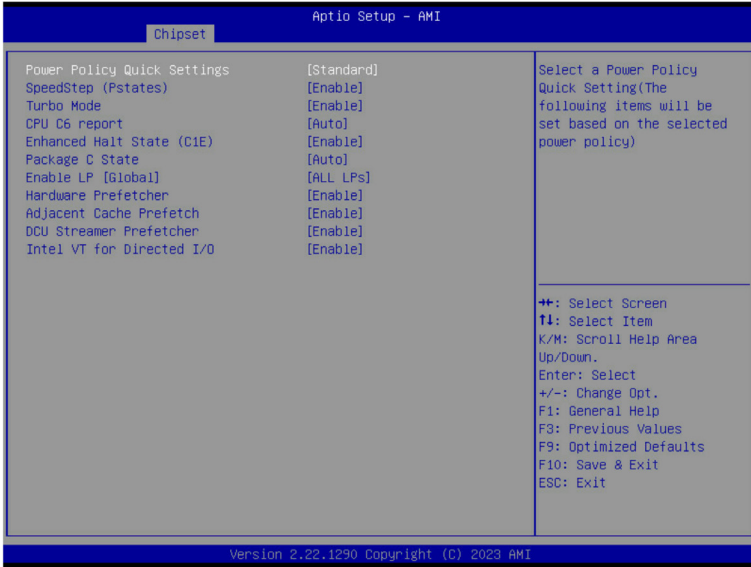 Aptio Setup – AMI
Chipset
Power Policy Quick Settings [Standard]
SpeedStep (Pstates) [Enable]
Turbo Mode [Enable]
CPU C6 report [Auto]
Enhanced Halt State (C1E) [Enable]
Package C State [Auto]
Enable LP [Global] [ALL LPs]
Hardware Prefetcher [Enable]
Adjacent Cache Prefetch [Enable]
DCU Streamer Prefetcher [Enable]
Intel VT for Directed I/O [Enable]
Select a Power Policy
Quick Setting(The
following items will be
set based on the selected
power policy)
→←: Select Screen
↑↓: Select Item
K/M: Scroll Help Area
Up/Down.
Enter: Select
+/-: Change Opt.
F1: General Help
F3: Previous Values
F9: Optimized Defaults
F10: Save & Exit
ESC: Exit
Version 2.22.1290 Copyright (C) 2023 AMI